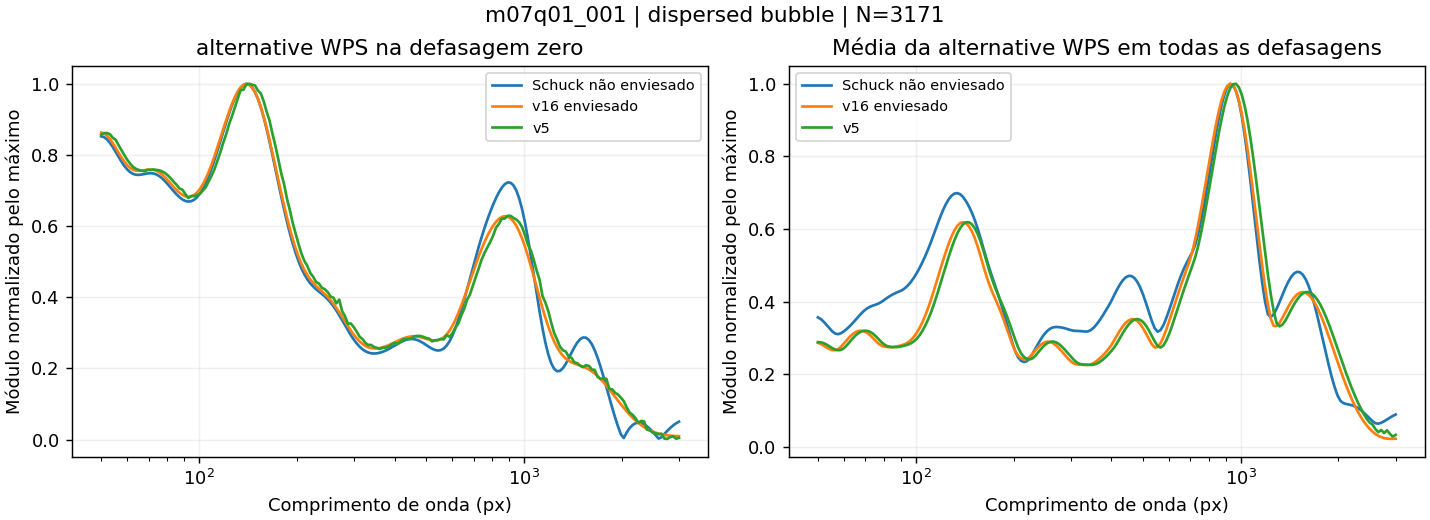 m07q01_001 | dispersed bubble | N=3171
alternative WPS na defasagem zero
Módulo normalizado pelo máximo
1.0
0.8
0.6
0.4
0.2
0.0
Schuck não enviesado
v16 enviesado
v5
10²
10³
Comprimento de onda (px)
Média da alternative WPS em todas as defasagens
Módulo normalizado pelo máximo
1.0
0.8
0.6
0.4
0.2
0.0
Schuck não enviesado
v16 enviesado
v5
10²
10³
Comprimento de onda (px)